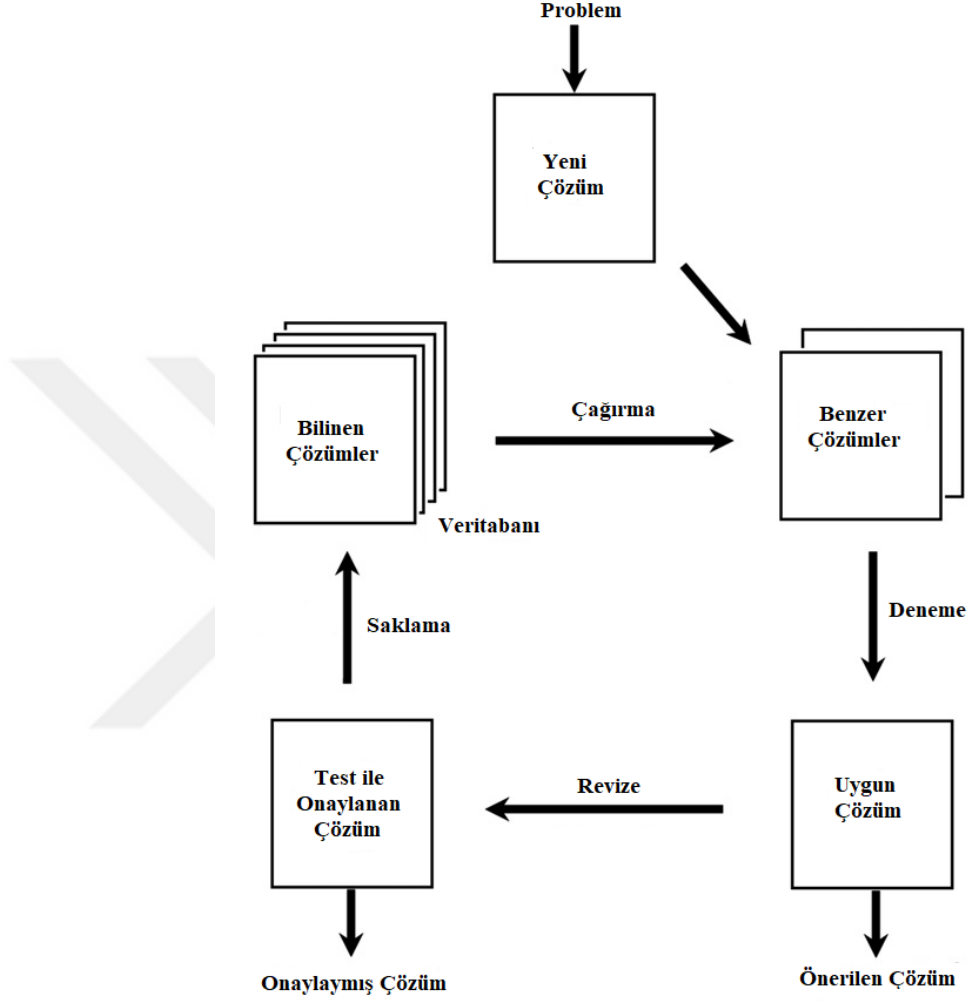 Problem
Yeni
Çözüm
Bilinen
Çözümler
Çağırma
Benzer
Çözümler
Veritabanı
Saklama
Deneme
Test ile
Onaylanan
Çözüm
Revize
Uygun
Çözüm
Onaylaymış Çözüm
Önerilen Çözüm